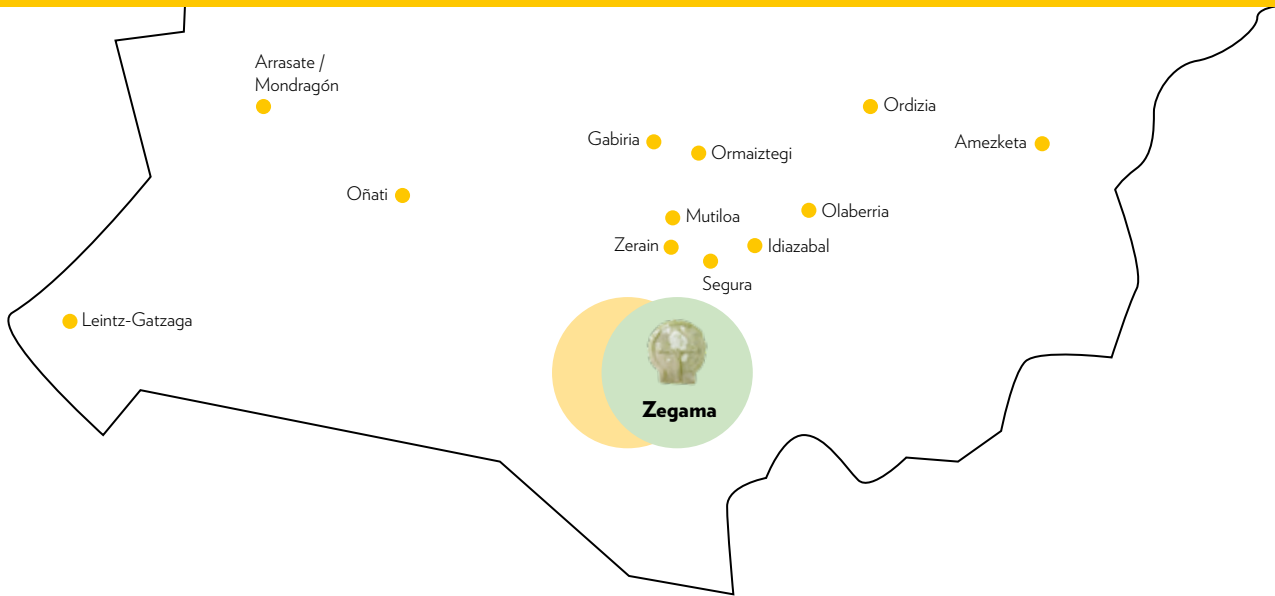 Arrasate /
Mondragón
Ordizia
Gabiria
Ormaiztegi
Amezketa
Oñati
Mutiloa
Olaberria
Zerain
Idiazabal
Segura
Leintz-Gatzaga
Zegama